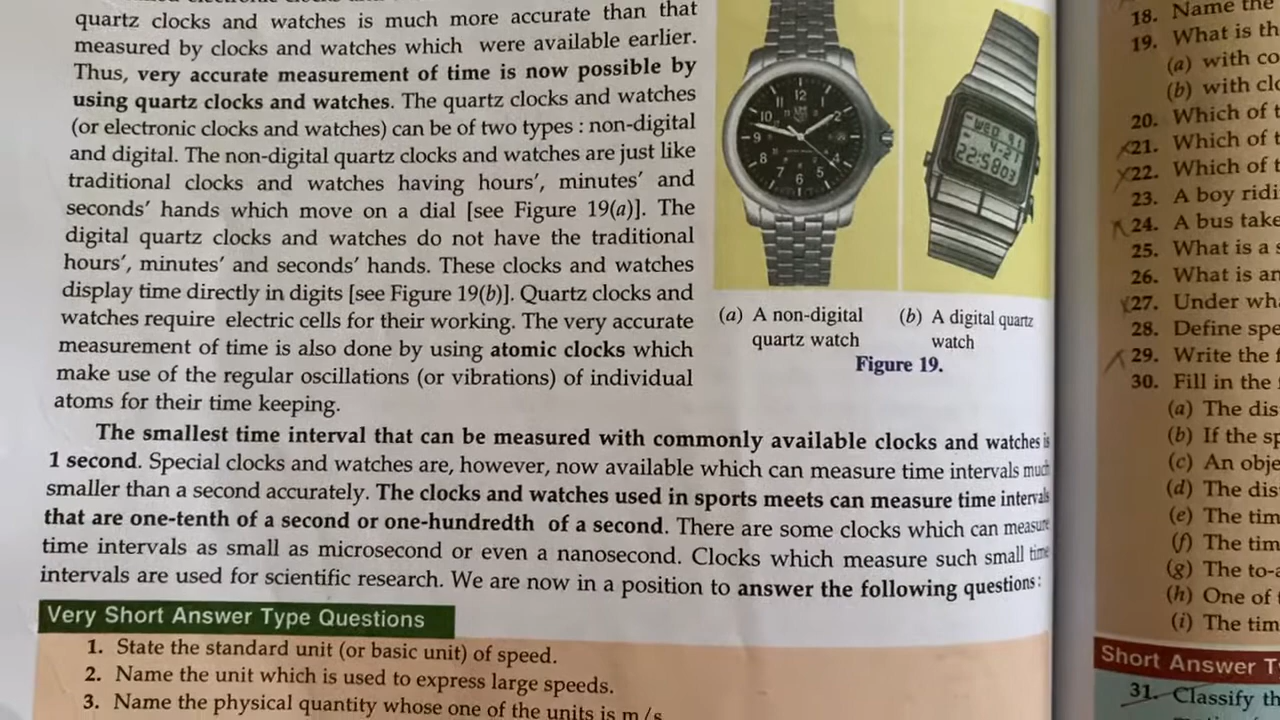 quartz clocks and watches is much more accurate than that
measured by clocks and watches which were available earlier.
Thus, very accurate measurement of time is now possible by
using quartz clocks and watches. The quartz clocks and watches
(or electronic clocks and watches) can be of two types : non-digital
and digital. The non-digital quartz clocks and watches are just like
traditional clocks and watches having hours', minutes' and
seconds' hands which move on a dial [see Figure 19(a)]. The
digital quartz clocks and watches do not have the traditional
hours', minutes' and seconds' hands. These clocks and watches
display time directly in digits [see Figure 19(b)]. Quartz clocks and
watches require electric cells for their working. The very accurate
measurement of time is also done by using atomic clocks which
make use of the regular oscillations (or vibrations) of individual
atoms for their time keeping.
12
1
2
4
5
6
7
8
9
10
11
WED
4-27
22:5803
(a) A non-digital
quartz watch
(b) A digital quartz
watch
Figure 19.
The smallest time interval that can be measured with commonly available clocks and watches is
1 second. Special clocks and watches are, however, now available which can measure time intervals much
smaller than a second accurately. The clocks and watches used in sports meets can measure time intervals
that are one-tenth of a second or one-hundredth of a second. There are some clocks which can measure
time intervals as small as microsecond or even a nanosecond. Clocks which measure such small time
intervals are used for scientific research. We are now in a position to answer the following questions :
Very Short Answer Type Questions
1. State the standard unit (or basic unit) of speed.
2. Name the unit which is used to express large speeds.
3. Name the physical quantity whose one of the units is m/s
18. Name the
19. What is th
(a) with co
(b) with clo
20. Which of t
21. Which of t
22. Which of t
23. A boy ridi
24. A bus take
25. What is a s
26. What is an
27. Under wh
28. Define spe
29. Write the f
30. Fill in the
(a) The dis
(b) If the sp
(c) An obje
(d) The dis
(e) The tim
(f) The tim
(g) The to-a
(h) One of
(i) The tim
Short Answer T
31. Classify th